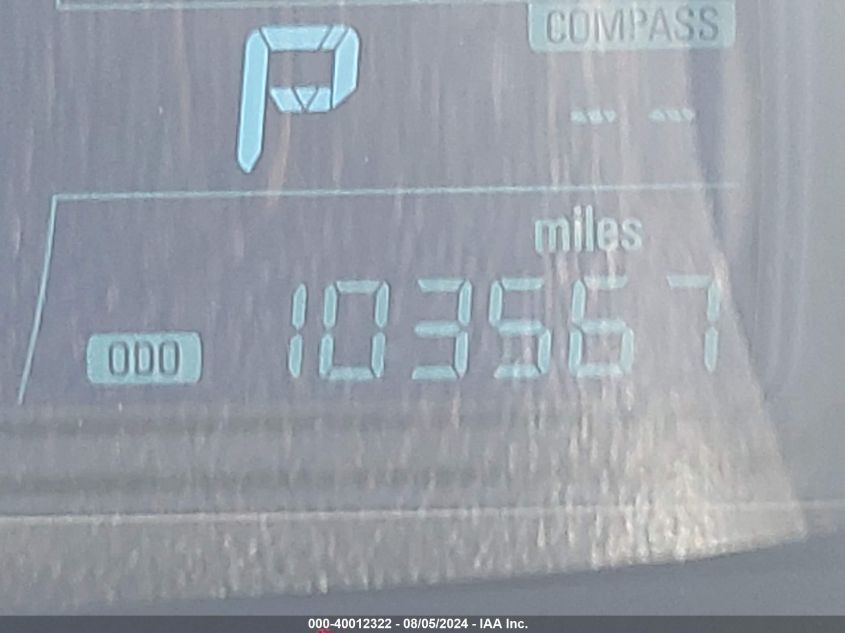 COMPASS
P
-- --
miles
ODO 103567
000-40012322 - 08/05/2024 - IAA Inc.